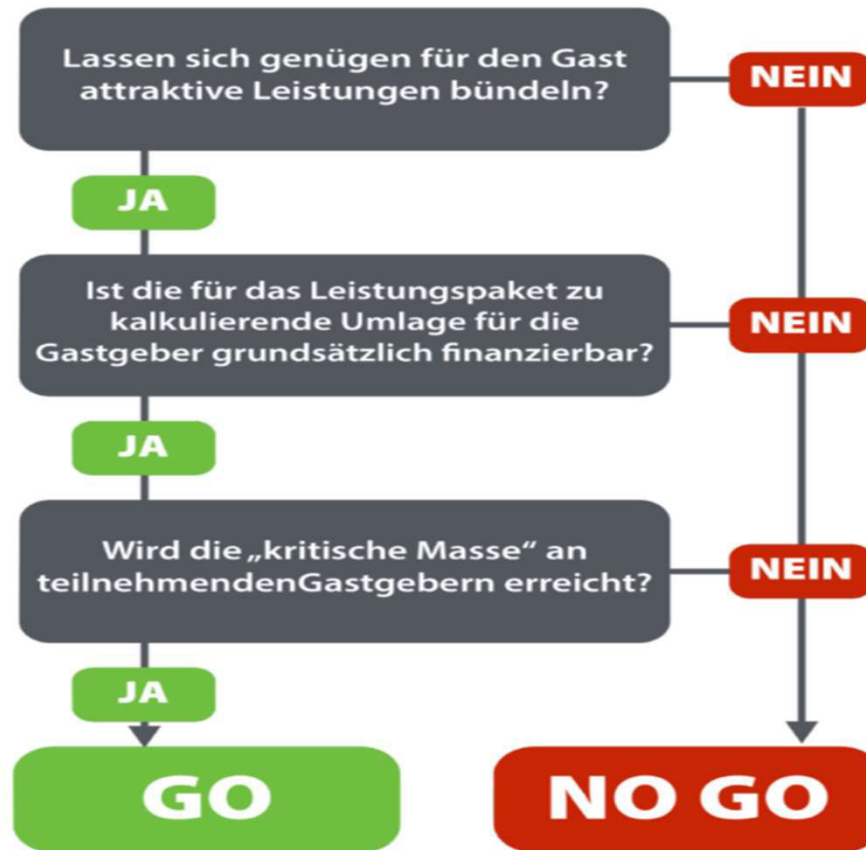 Lassen sich genügen für den Gast
attraktive Leistungen bündeln?
NEIN
JA
Ist die für das Leistungspaket zu
kalkulierende Umlage für die
Gastgeber grundsätzlich finanzierbar?
NEIN
JA
Wird die „kritische Masse“ an
teilnehmendenGastgebern erreicht?
NEIN
JA
GO
NO GO